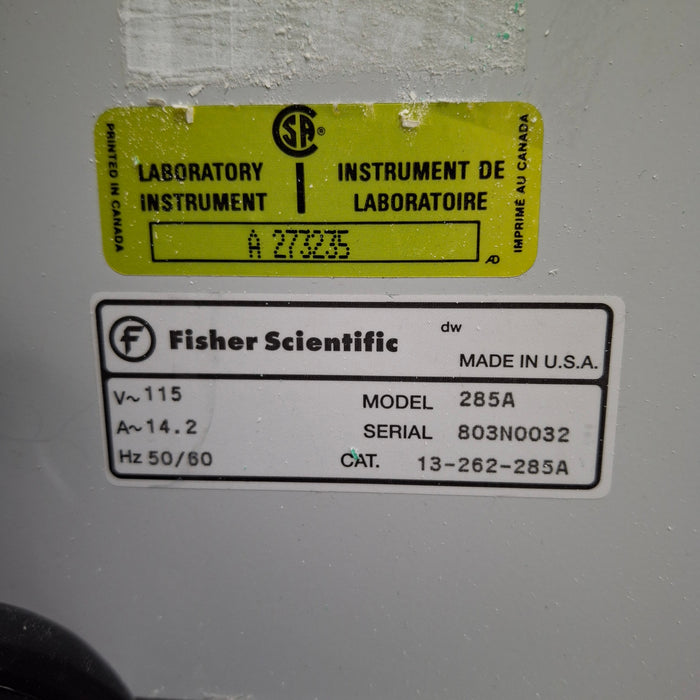 SA®
PRINTED IN CANADA
LABORATORY
INSTRUMENT
INSTRUMENT DE
LABORATOIRE
IMPRIMÉ AU CANADA
A 273235
AD
f Fisher Scientific
dw
MADE IN U.S.A.
V~ 115
MODEL 285A
A~ 14.2
SERIAL 803N0032
Hz 50/60
CAT. 13-262-285A